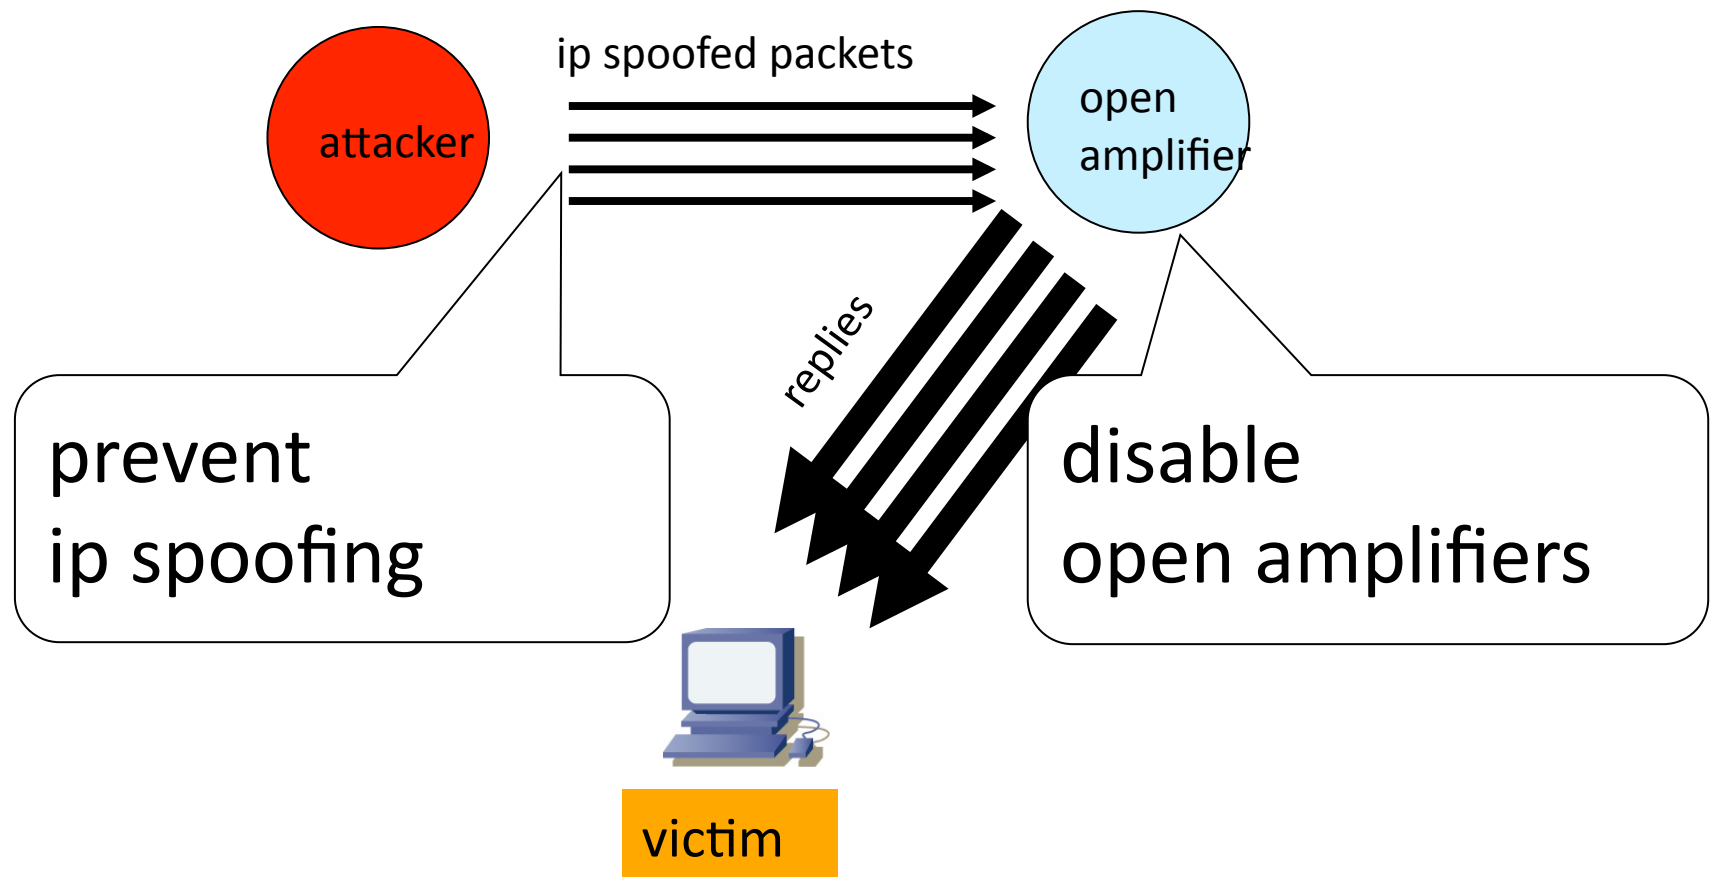 ip spoofed packets
attacker
open
amplifier
replies
prevent
ip spoofing
disable
open amplifiers
victim